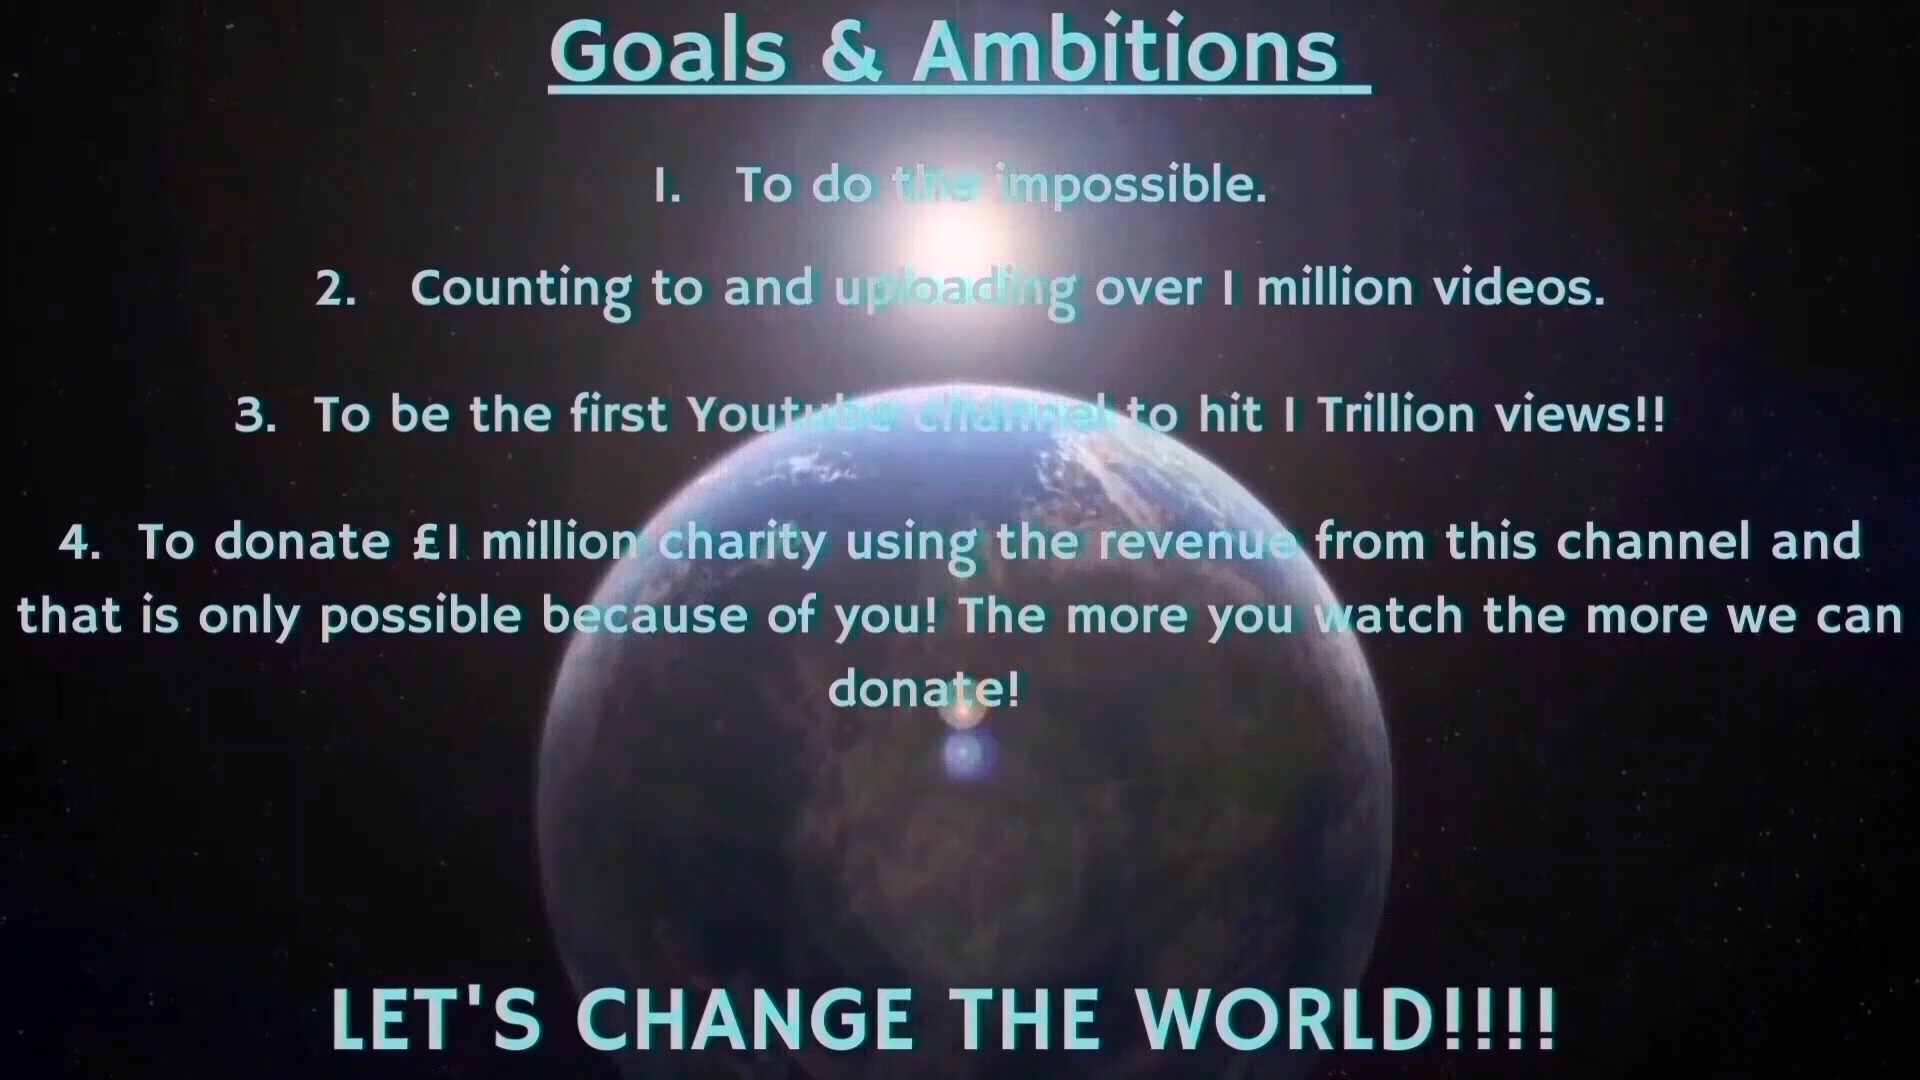 Goals & Ambitions
1. To do the impossible.
2. Counting to and uploading over 1 million videos.
3. To be the first Youtube channel to hit 1 Trillion views!!
4. To donate £1 million charity using the revenue from this channel and
that is only possible because of you! The more you watch the more we can
donate!
LET'S CHANGE THE WORLD!!!!